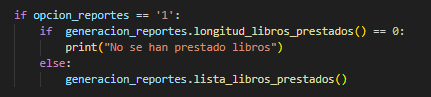 if opcion_reportes == '1':
    if  generacion_reportes.longitud_libros_prestados() == 0:
        print("No se han prestado libros")
    else:
        generacion_reportes.lista_libros_prestados()